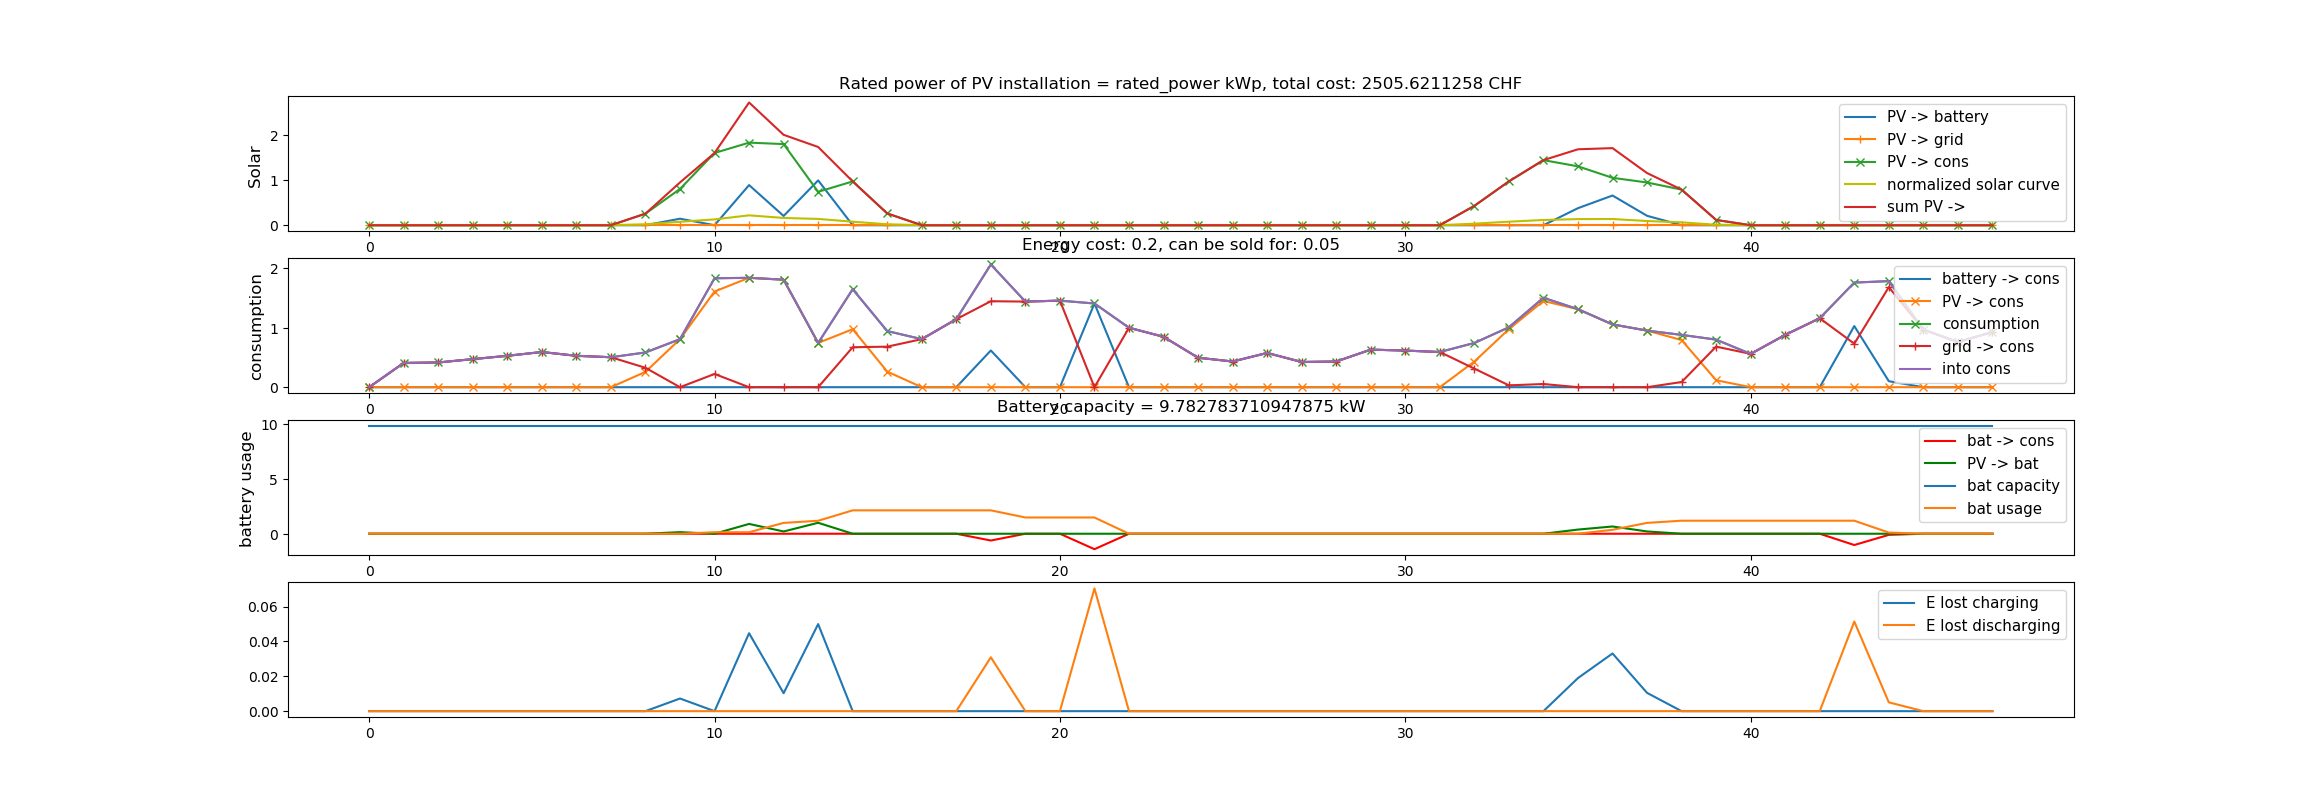 Rated power of PV installation = rated_power kWp, total cost: 2505.6211258 CHF
Solar
2
1
0
PV -> battery
PV -> grid
PV -> cons
normalized solar curve
sum PV ->
0
10
20
30
40
Energy cost: 0.2, can be sold for: 0.05
consumption
2
1
0
battery -> cons
PV -> cons
consumption
grid -> cons
into cons
0
10
20
30
40
Battery capacity = 9.782783710947875 kW
battery usage
10
5
0
bat -> cons
PV -> bat
bat capacity
bat usage
0
10
20
30
40
0.06
0.04
0.02
0.00
E lost charging
E lost discharging
0
10
20
30
40